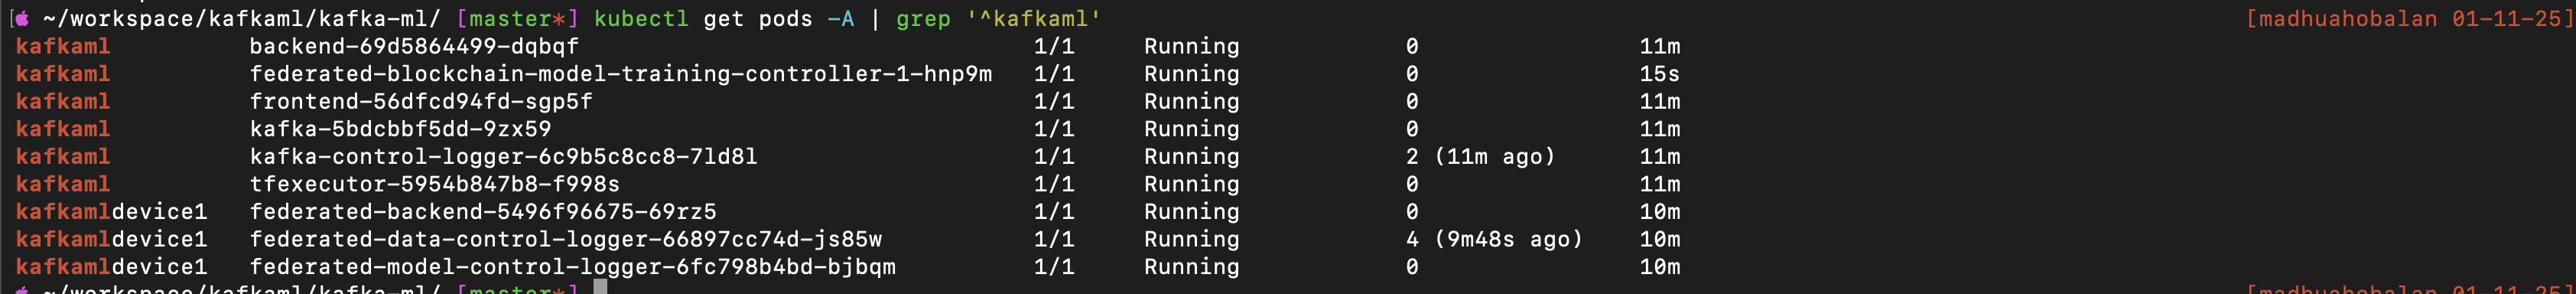 ~/workspace/kafkaml/kafka-ml/ [master*] kubectl get pods -A | grep '^kafkaml' [madhuahobalan 01-11-25]
kafkaml backend-69d5864499-dqbqf 1/1 Running 0 11m
kafkaml federated-blockchain-model-training-controller-1-hnp9m 1/1 Running 0 15s
kafkaml frontend-56dfcd94fd-sgp5f 1/1 Running 0 11m
kafkaml kafka-5bdcbbf5dd-9zx59 1/1 Running 0 11m
kafkaml kafka-control-logger-6c9b5c8cc8-7ld8l 1/1 Running 2 (11m ago) 11m
kafkaml tfexecutor-5954b847b8-f998s 1/1 Running 0 11m
kafkamldevice1 federated-backend-5496f96675-69rz5 1/1 Running 0 10m
kafkamldevice1 federated-data-control-logger-66897cc74d-js85w 1/1 Running 4 (9m48s ago) 10m
kafkamldevice1 federated-model-control-logger-6fc798b4bd-bjbqm 1/1 Running 0 10m
~/workspace/kafkaml/kafka-ml/ [master*] [madhuahobalan 01-11-25]